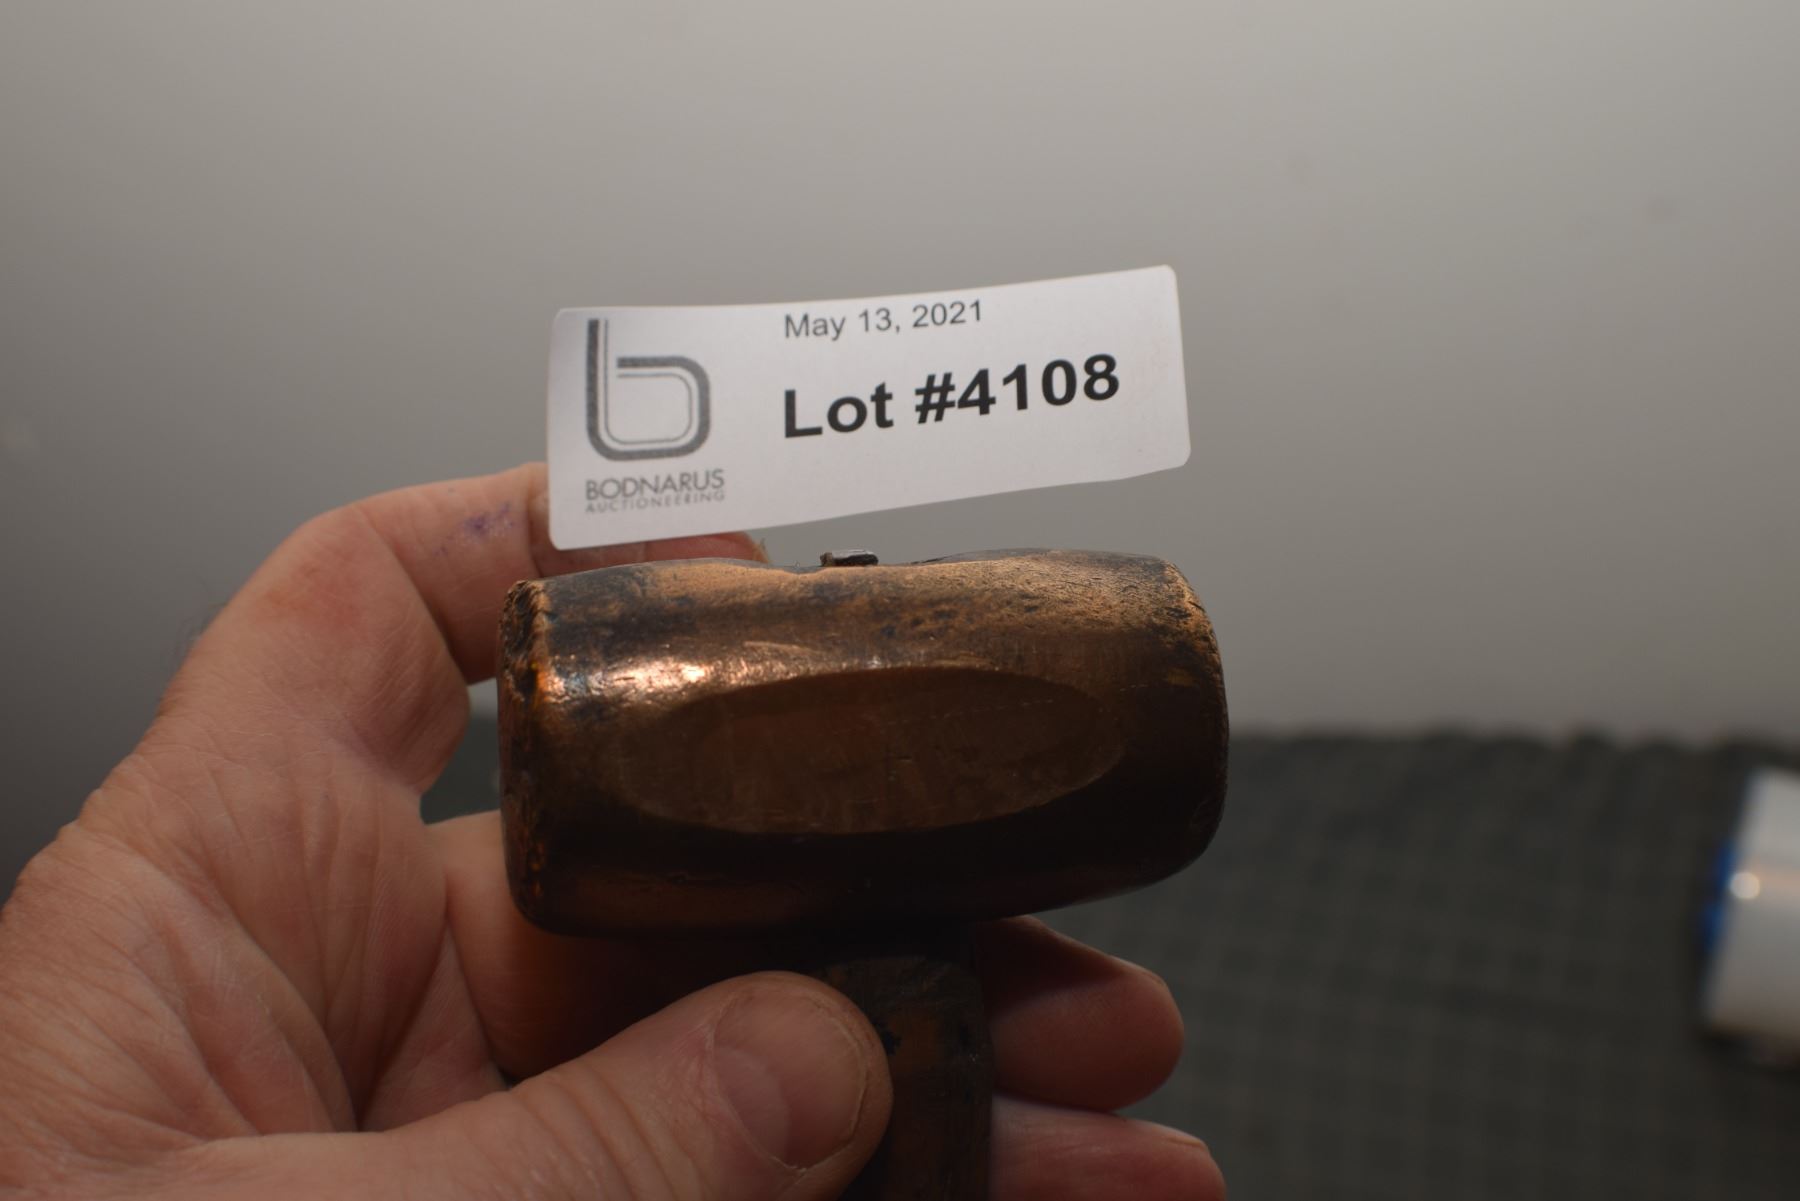 May 13, 2021
Lot #4108
b
BODNARUS
AUCTIONEERING